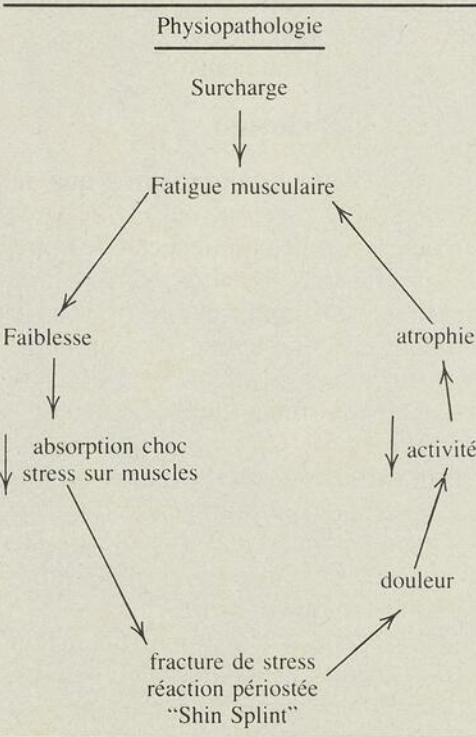 Physiopathologie
Surcharge
Fatigue musculaire
Faiblesse
atrophie
absorption choc
stress sur muscles
activité
douleur
fracture de stress
réaction périostée
“Shin Splint”